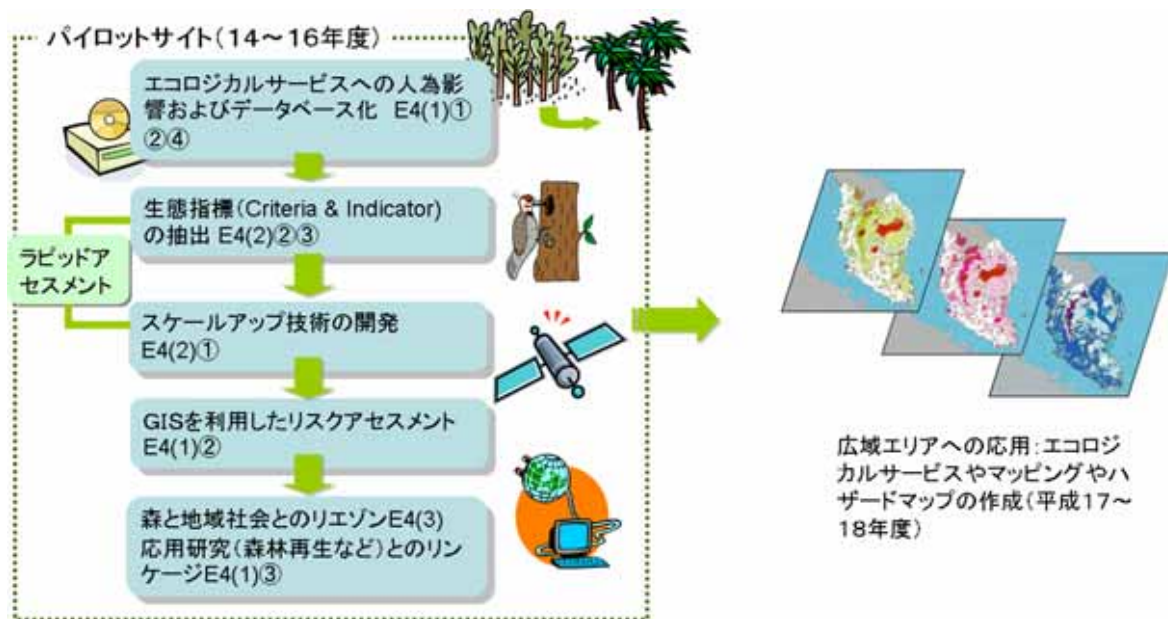 パイロットサイト(14～16年度)
エコロジカルサービスへの人為影
響およびデータベース化 E4(1)①
②④
生態指標(Criteria & Indicator)
の抽出 E4(2)②③
ラピッドア
セスメント
スケールアップ技術の開発
E4(2)①
GISを利用したリスクアセスメント
E4(1)②
森と地域社会とのリエゾンE4(3)
応用研究(森林再生など)とのリン
ケージE4(1)③
広域エリアへの応用:エコロジ
カルサービスやマッピングやハ
ザードマップの作成(平成17～
18年度)